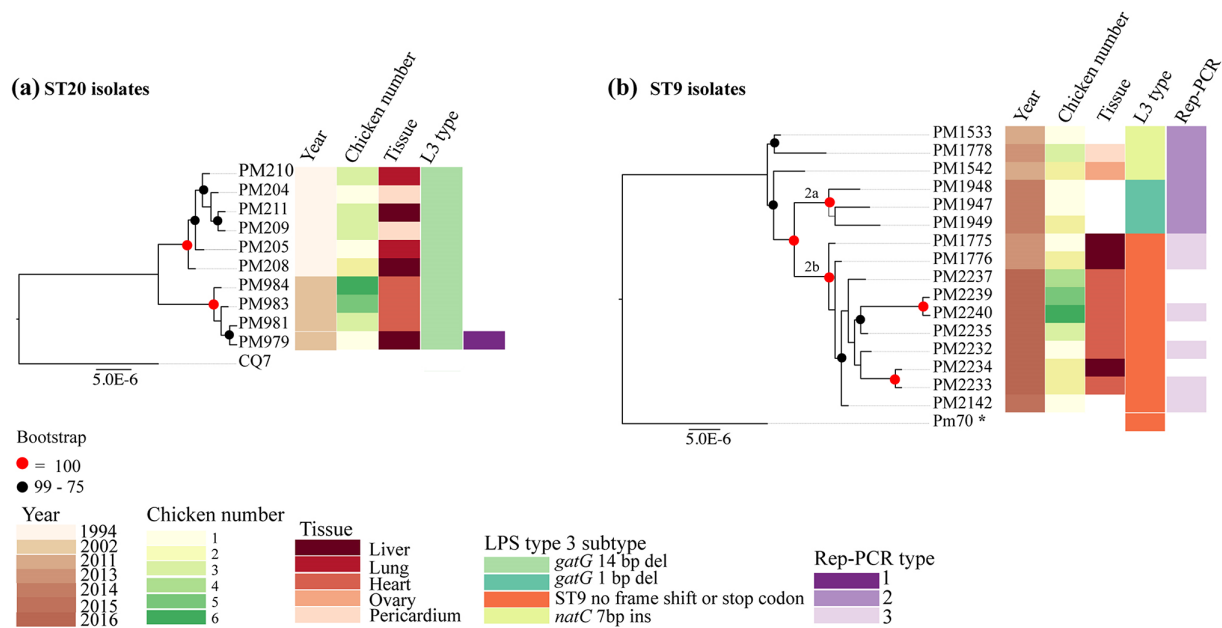 (a) ST20 isolates
Year
Chicken number
Tissue
L3 type
PM210
PM204
PM211
PM209
PM205
PM208
PM984
PM983
PM981
PM979
CQ7
5.0E-6
(b) ST9 isolates
Year
Chicken number
Tissue
L3 type
Rep-PCR
PM1533
PM1778
PM1542
PM1948
2a
PM1947
PM1949
PM1775
PM1776
2b
PM2237
PM2239
PM2240
PM2235
PM2232
PM2234
PM2233
PM2142
Pm70 *
5.0E-6
Bootstrap
= 100
99 - 75
Year
1994
2002
2011
2013
2014
2015
2016
Chicken number
1
2
3
4
5
6
Tissue
Liver
Lung
Heart
Ovary
Pericardium
LPS type 3 subtype
gatG 14 bp del
gatG 1 bp del
ST9 no frame shift or stop codon
natC 7bp ins
Rep-PCR type
1
2
3